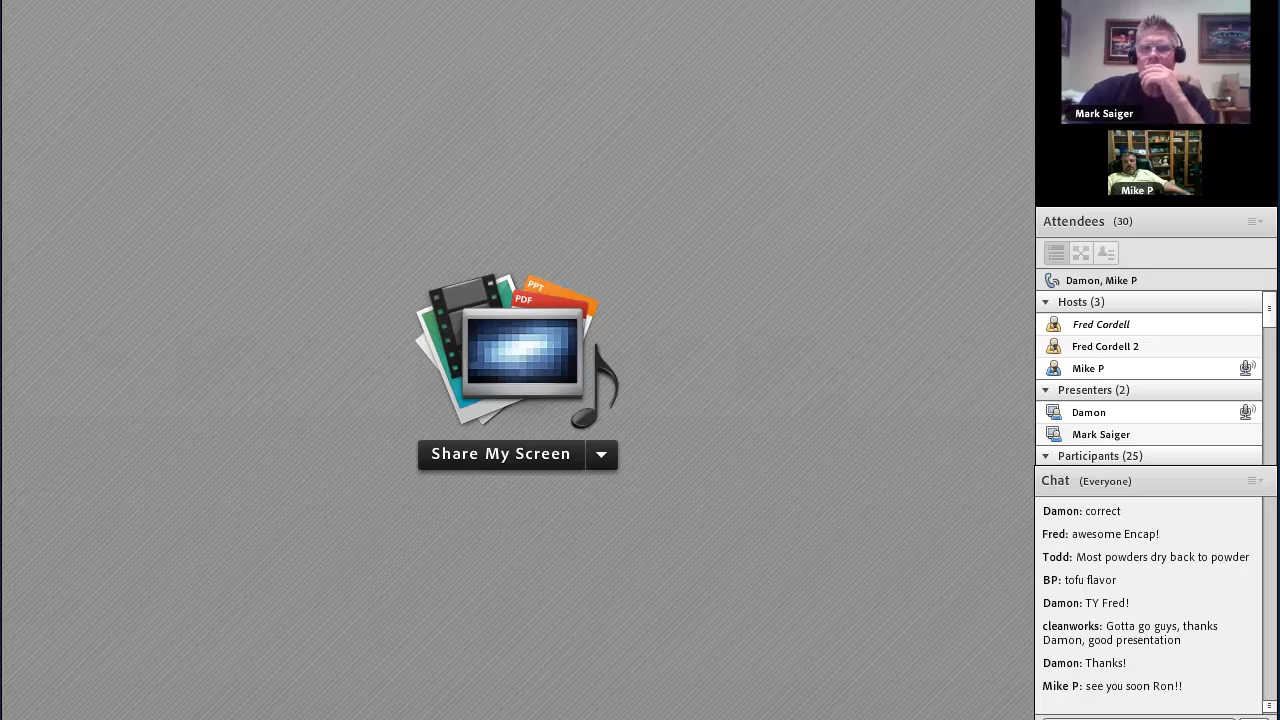 Mark Saiger
Mike P
Attendees (30)
Damon, Mike P
Hosts (3)
Fred Cordell
Fred Cordell 2
Mike P
Presenters (2)
Damon
Mark Saiger
Participants (25)
PPT
PDF
Share My Screen
Chat (Everyone)
Damon: correct
Fred: awesome Encap!
Todd: Most powders dry back to powder
BP: tofu flavor
Damon: TY Fred!
cleanworks: Gotta go guys, thanks
Damon, good presentation
Damon: Thanks!
Mike P: see you soon Ron!!